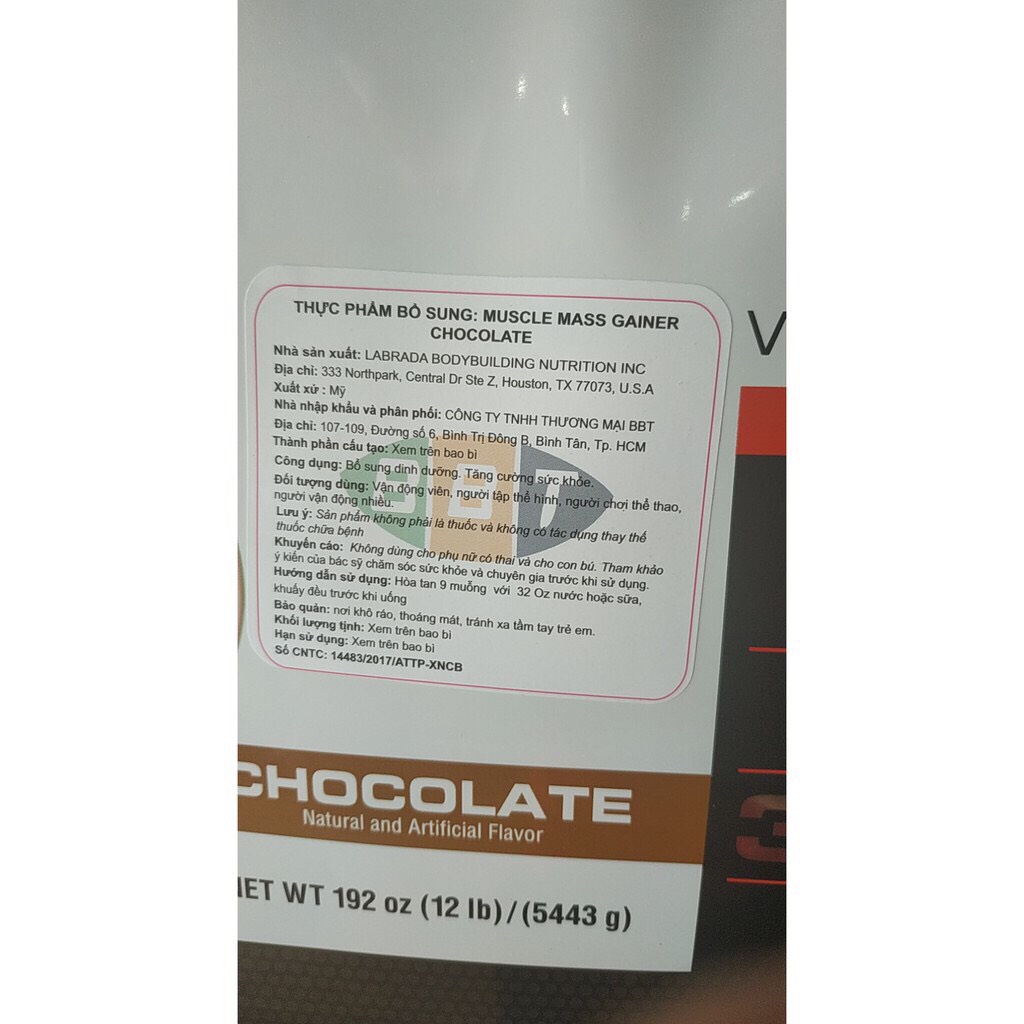 THỰC PHẨM BỔ SUNG: MUSCLE MASS GAINER
CHOCOLATE
Nhà sản xuất: LABRADA BODYBUILDING NUTRITION INC
Địa chỉ: 333 Northpark, Central Dr Ste Z, Houston, TX 77073, U.S.A
Xuất xứ : Mỹ
Nhà nhập khẩu và phân phối: CÔNG TY TNHH THƯƠNG MẠI BBT
Địa chỉ: 107-109, Đường số 6, Bình Trị Đông B, Bình Tân, Tp. HCM
Thành phần cấu tạo: Xem trên bao bì
Công dụng: Bổ sung dinh dưỡng. Tăng cường sức khỏe.
Đối tượng dùng: Vận động viên, người tập thể hình, người chơi thể thao,
người vận động nhiều.
Lưu ý: Sản phẩm không phải là thuốc và không có tác dụng thay thế
thuốc chữa bệnh
Khuyến cáo: Không dùng cho phụ nữ có thai và cho con bú. Tham khảo
ý kiến của bác sỹ chăm sóc sức khỏe và chuyên gia trước khi sử dụng.
Hướng dẫn sử dụng: Hòa tan 9 muỗng với 32 Oz nước hoặc sữa,
khuấy đều trước khi uống
Bảo quản: nơi khô ráo, thoáng mát, tránh xa tầm tay trẻ em.
Khối lượng tịnh: Xem trên bao bì
Hạn sử dụng: Xem trên bao bì
Số CNTC: 14483/2017/ATTP-XNCB
BBT
V
3
CHOCOLATE
Natural and Artificial Flavor
NET WT 192 oz (12 lb) / (5443 g)